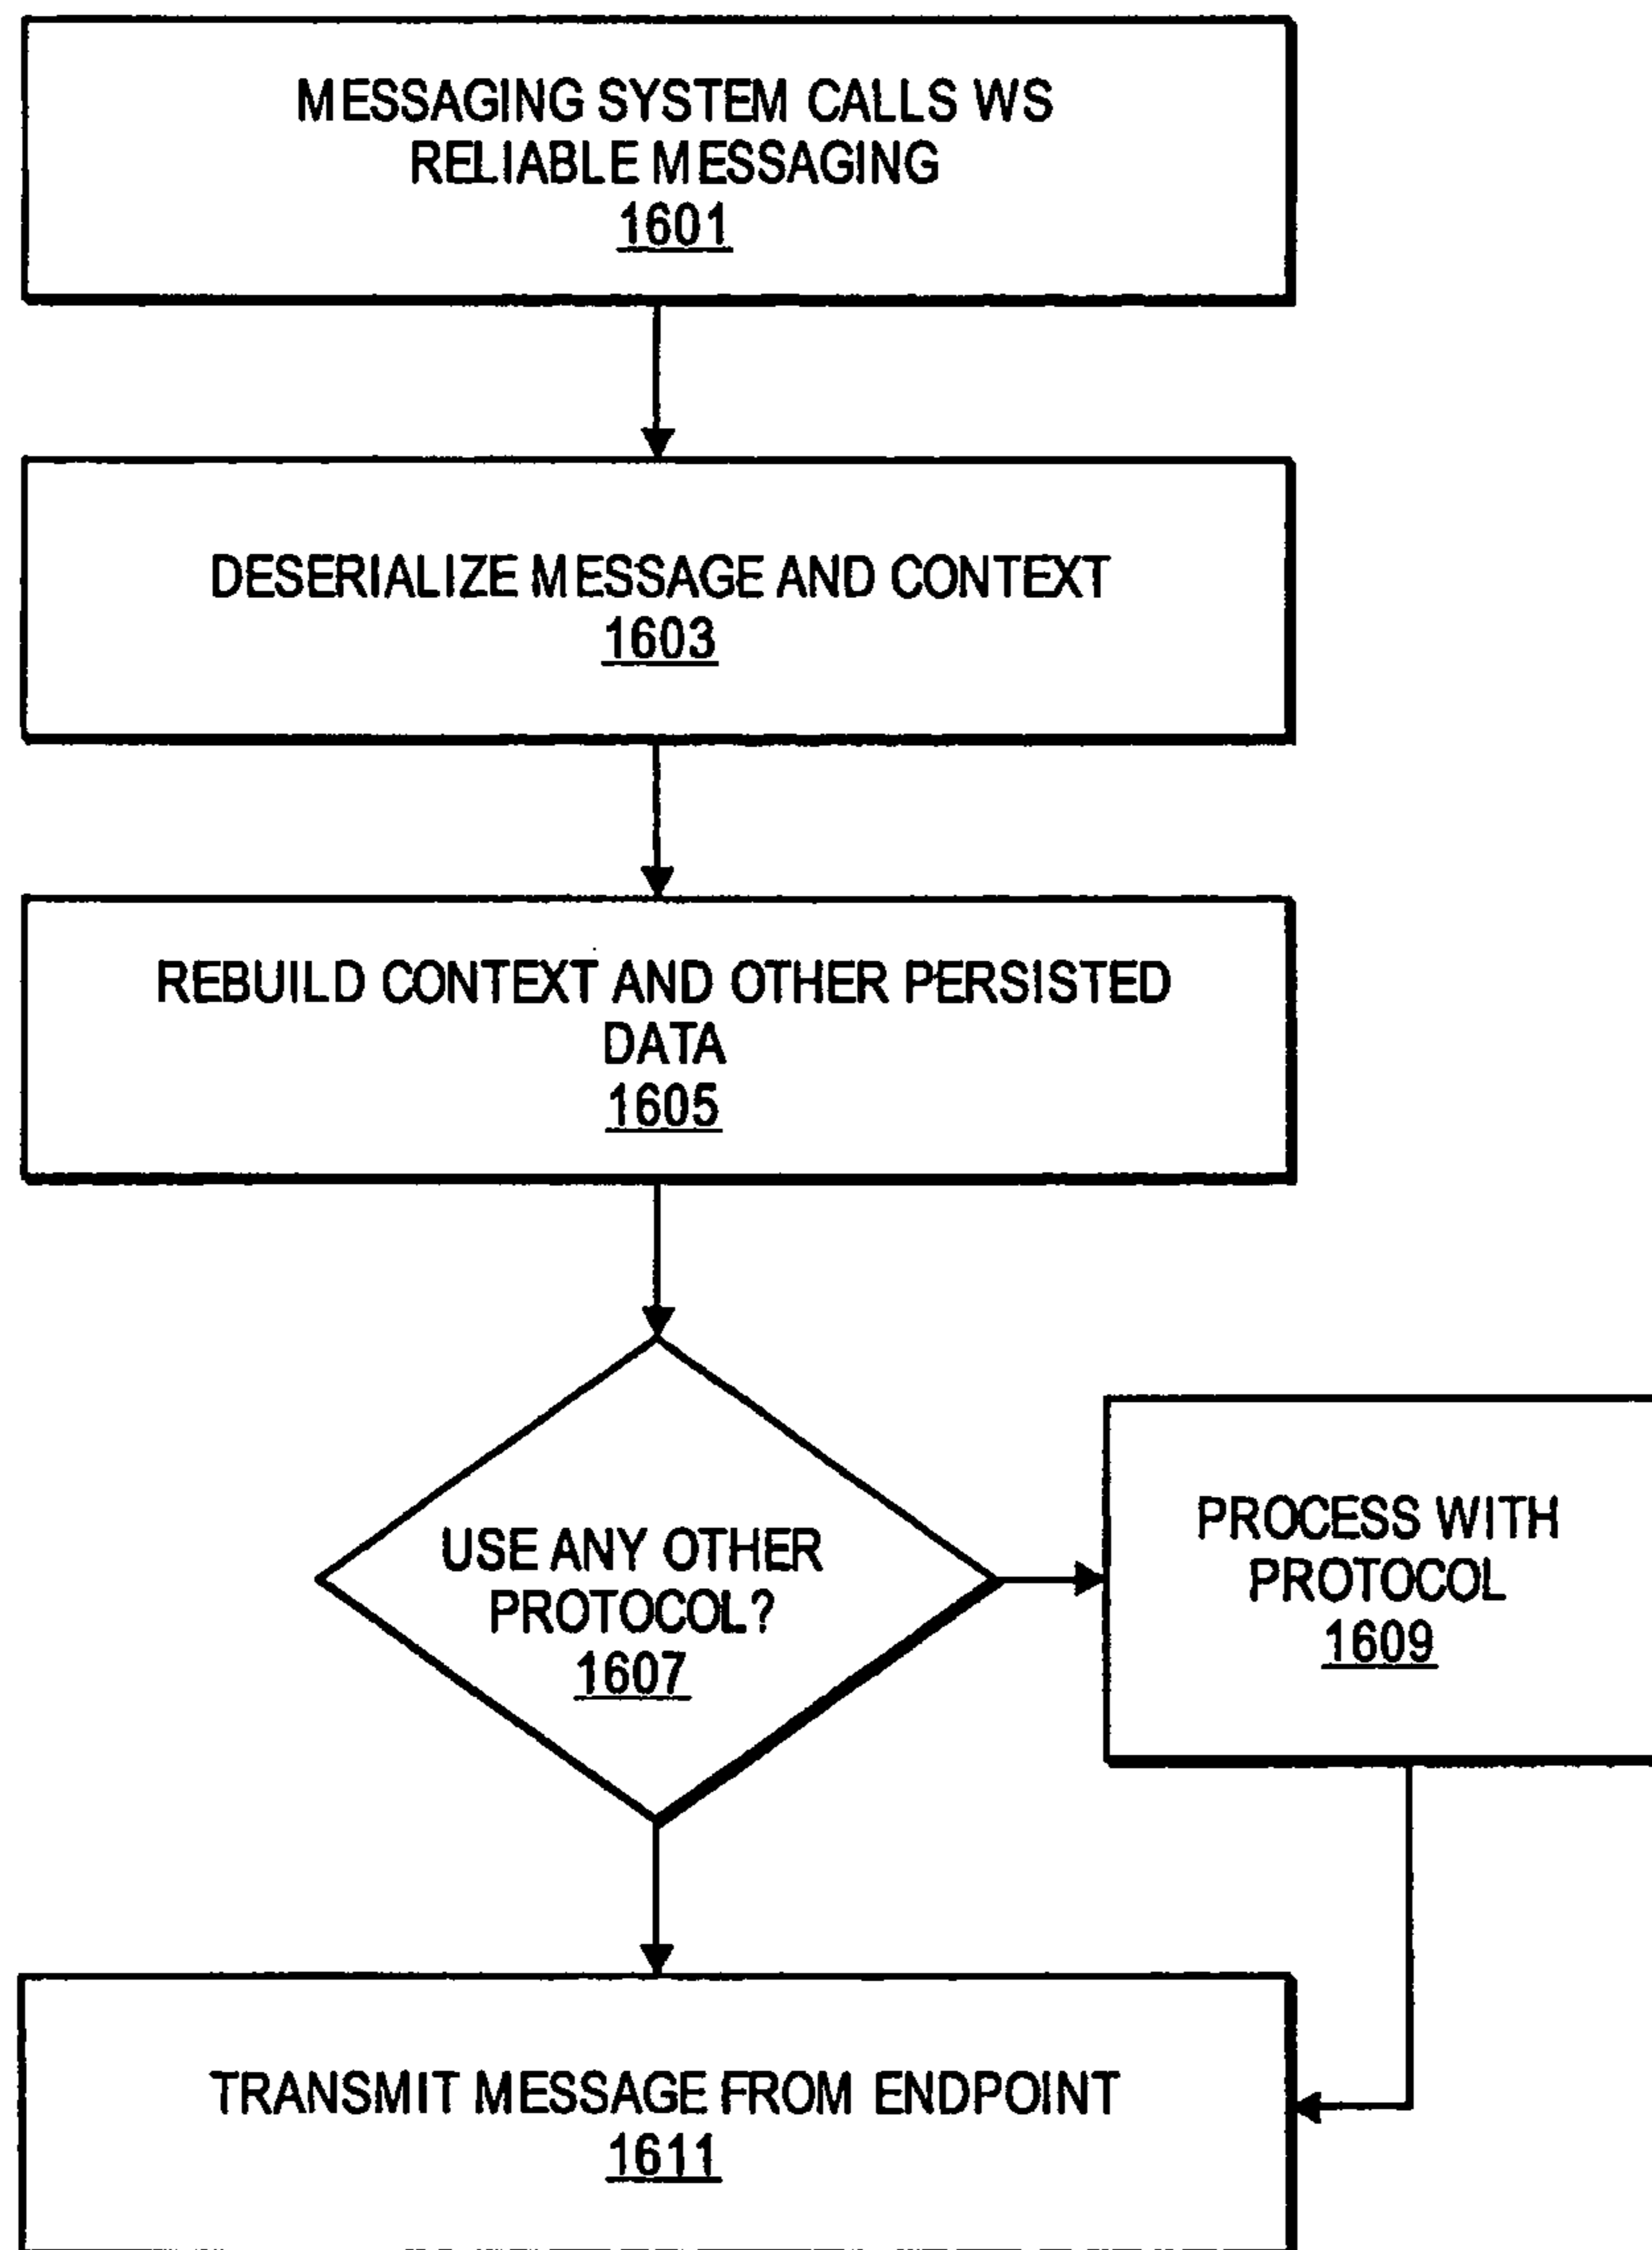 MESSAGING SYSTEM CALLS WS
RELIABLE MESSAGING
1601
DESERIALIZE MESSAGE AND CONTEXT
1603
REBUILD CONTEXT AND OTHER PERSISTED
DATA
1605
USE ANY OTHER
PROTOCOL?
1607
PROCESS WITH
PROTOCOL
1609
TRANSMIT MESSAGE FROM ENDPOINT
1611